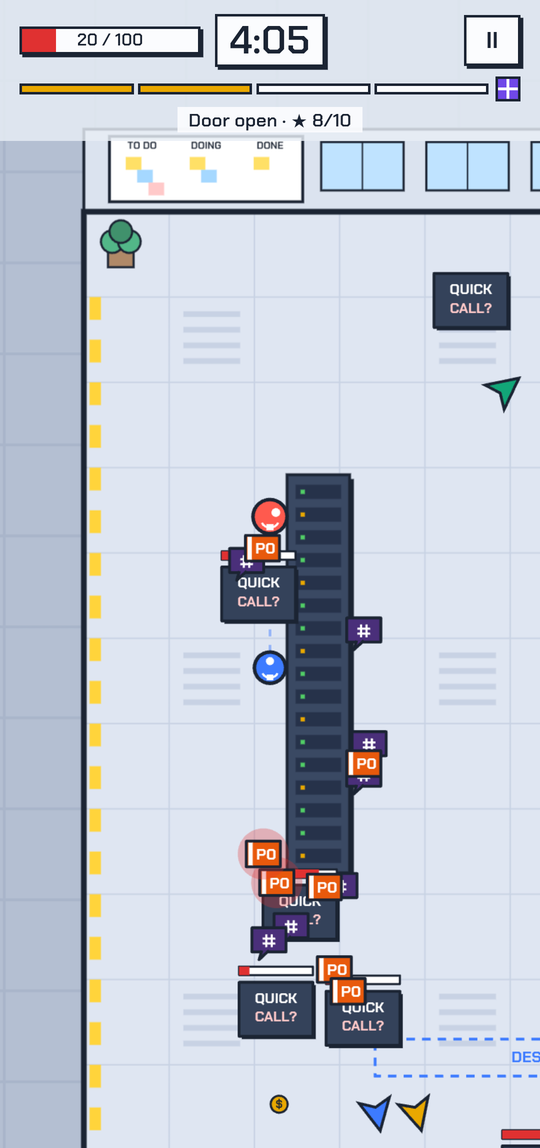 20 / 100
4:05
Door open · ★ 8/10
TO DO
DOING
DONE
QUICK
CALL?
PO
#
QUICK
CALL?
#
#
PO
PO
PO
PO
#
QUICK
#
#
PO
PO
QUICK
CALL?
QUICK
CALL?
DES
$